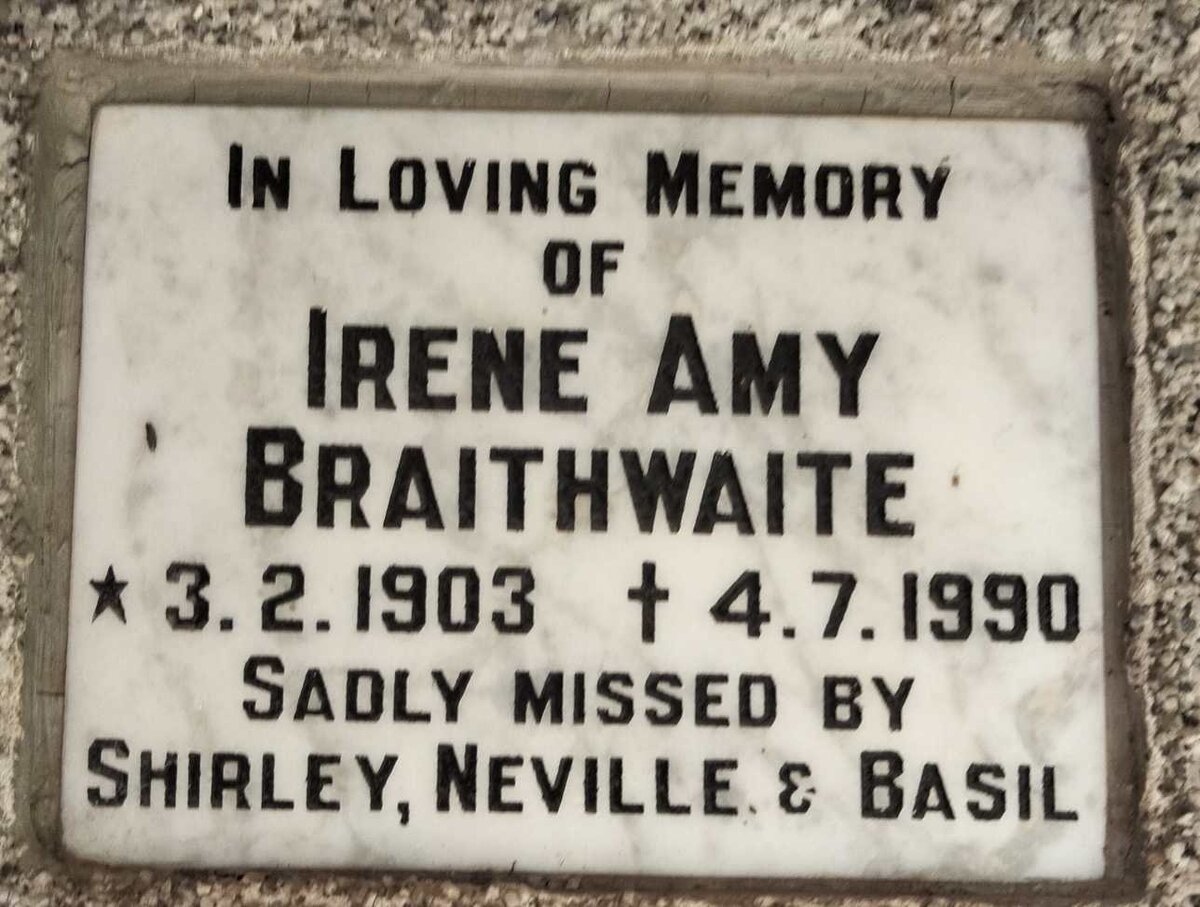 In Loving Memory
of
Irene Amy
Braithwaite
★ 3.2.1903 † 4.7.1990
Sadly missed by
Shirley, Neville & Basil